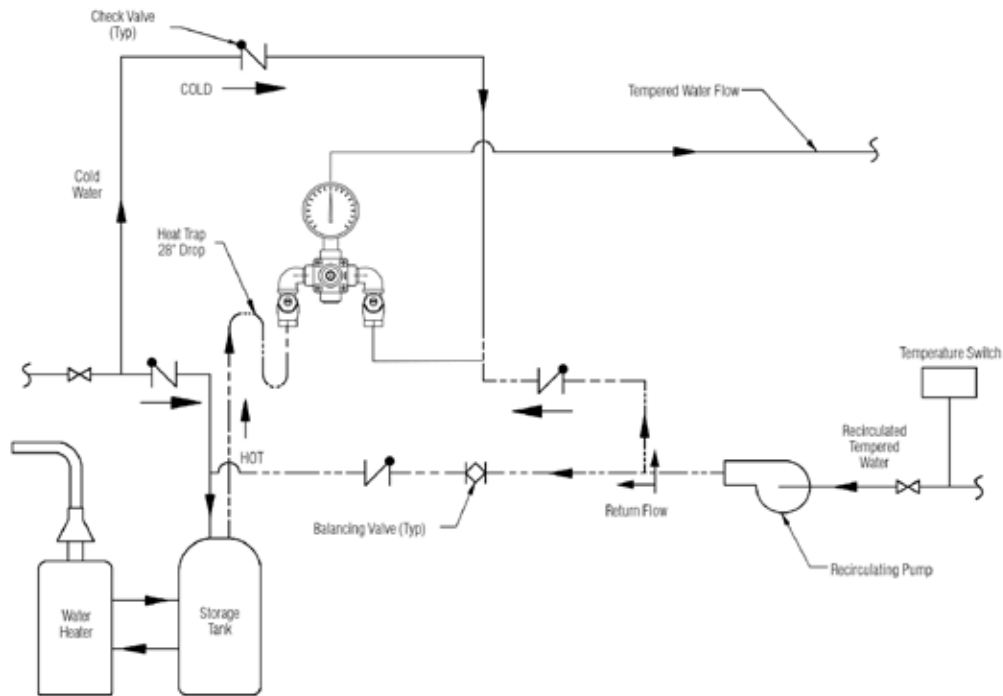 Check Valve
(Typ)
COLD
Tempered Water Flow
Cold
Water
Heat Trap
28" Drop
Temperature Switch
Recirculated
Tempered
Water
HOT
Balancing Valve (Typ)
Return Flow
Recirculating Pump
Water
Heater
Storage
Tank